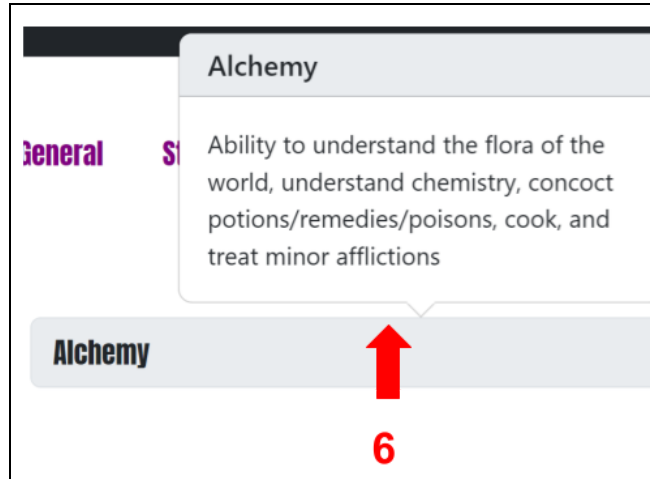 Alchemy
Ability to understand the flora of the
General
world, understand chemistry, concoct
potions/remedies/poisons, cook, and
treat minor afflictions
Alchemy
6